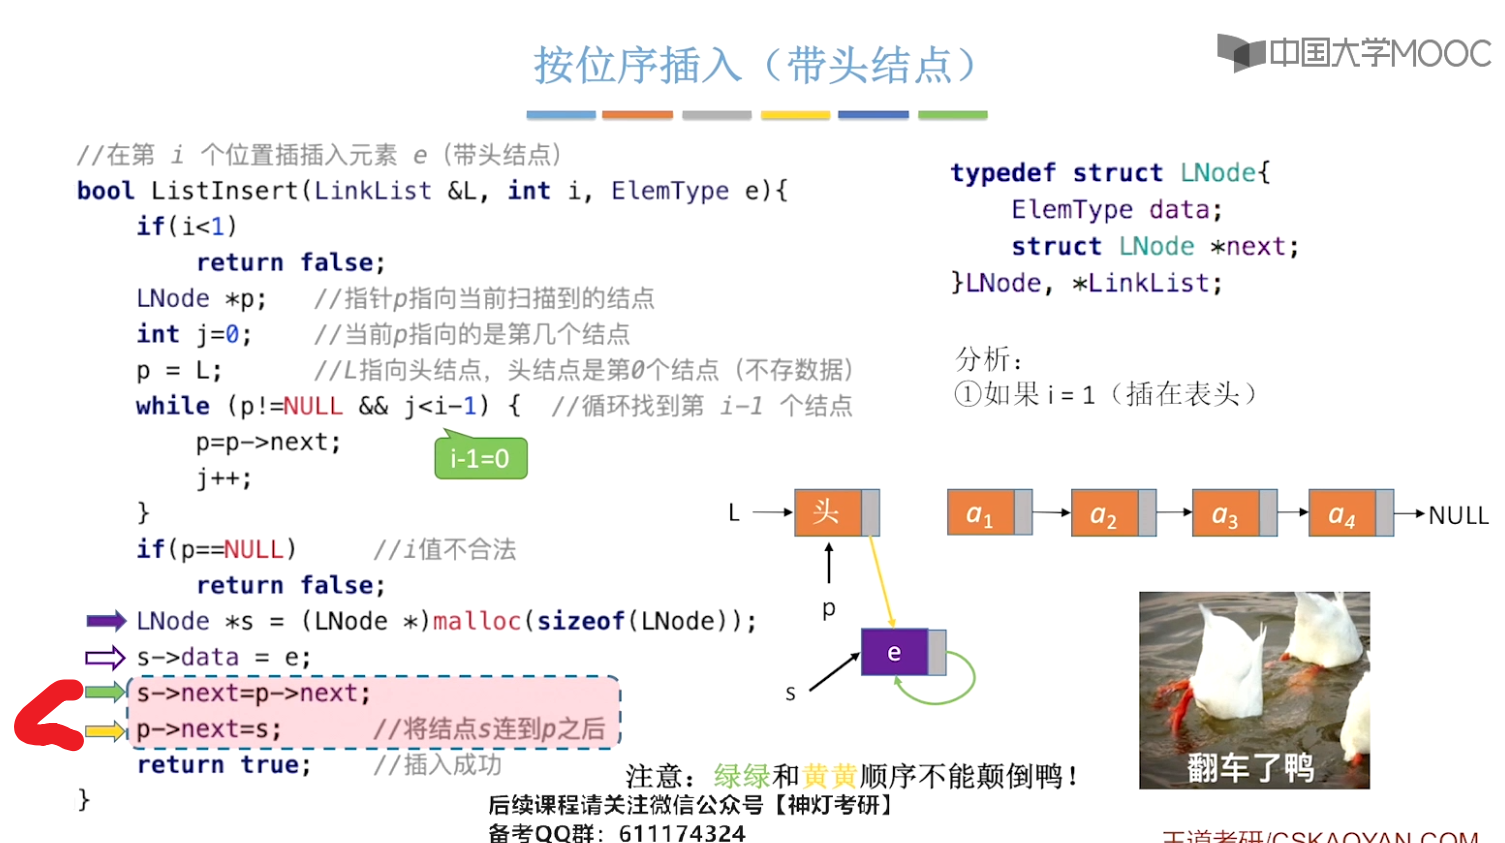 按位序插入（带头结点）
中国大学MOOC
//在第 i 个位置插插入元素 e（带头结点）
bool ListInsert(LinkList &L, int i, ElemType e){
if(i<1)
return false;
LNode *p; //指针p指向当前扫描到的结点
int j=0; //当前p指向的是第几个结点
p = L; //L指向头结点，头结点是第0个结点（不存数据）
while (p!=NULL && j<i-1) { //循环找到第 i-1 个结点
p=p->next;
i-1=0
j++;
}
if(p==NULL) //i值不合法
return false;
LNode *s = (LNode *)malloc(sizeof(LNode));
s->data = e;
s->next=p->next;
p->next=s; //将结点s连到p之后
return true; //插入成功
}
typedef struct LNode{
ElemType data;
struct LNode *next;
}LNode, *LinkList;
分析：
①如果 i = 1（插在表头）
L 头 a1 a2 a3 a4 NULL
p
e
s
翻车了鸭
注意：绿绿和黄黄顺序不能颠倒鸭！
后续课程请关注微信公众号【神灯考研】
备考QQ群：611174324
王道考研/CSKAOYAN.COM